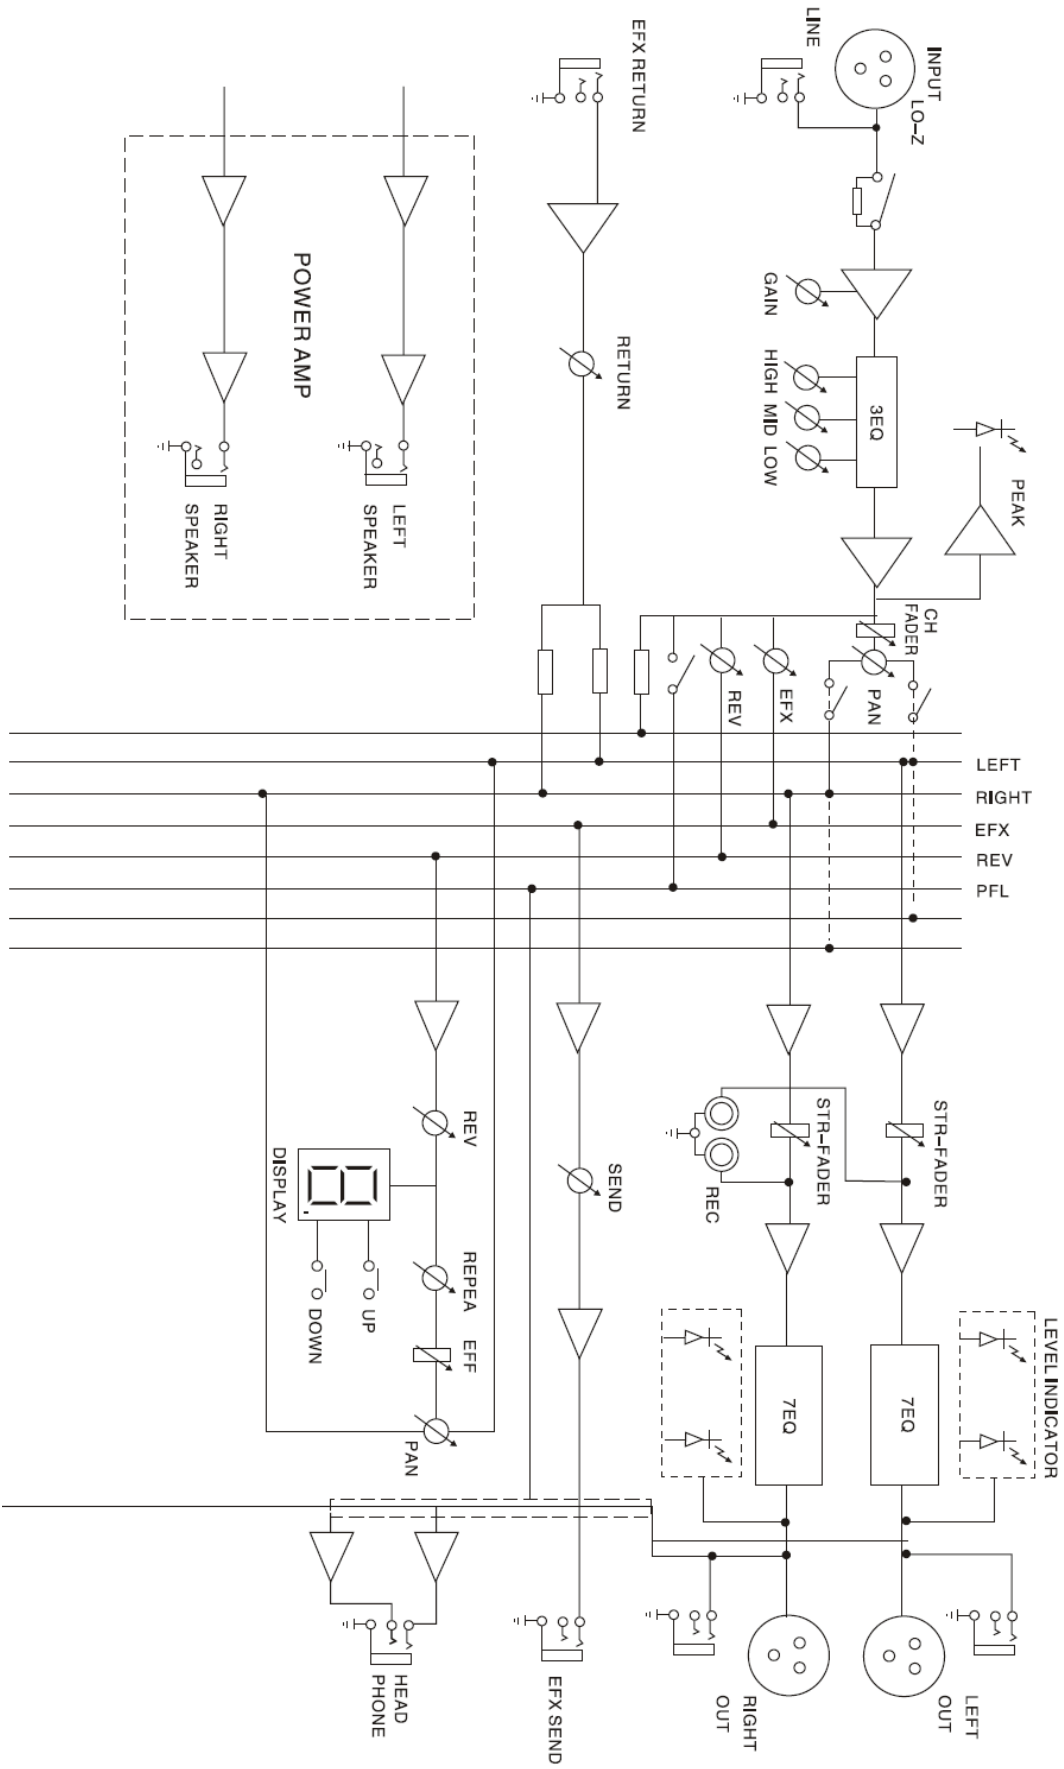 LINE
INPUT
LO-Z
EFX RETURN
GAIN
HIGH MID LOW
3EQ
PEAK
RETURN
POWER AMP
LEFT
SPEAKER
RIGHT
SPEAKER
CH
FADER
PAN
EFX
REV
LEFT
RIGHT
EFX
REV
PFL
STR-FADER
STR-FADER
REC
SEND
REV
DISPLAY
UP
DOWN
REPEA
EFF
PAN
LEVEL INDICATOR
7EQ
7EQ
LEFT
OUT
RIGHT
OUT
EFX SEND
HEAD
PHONE